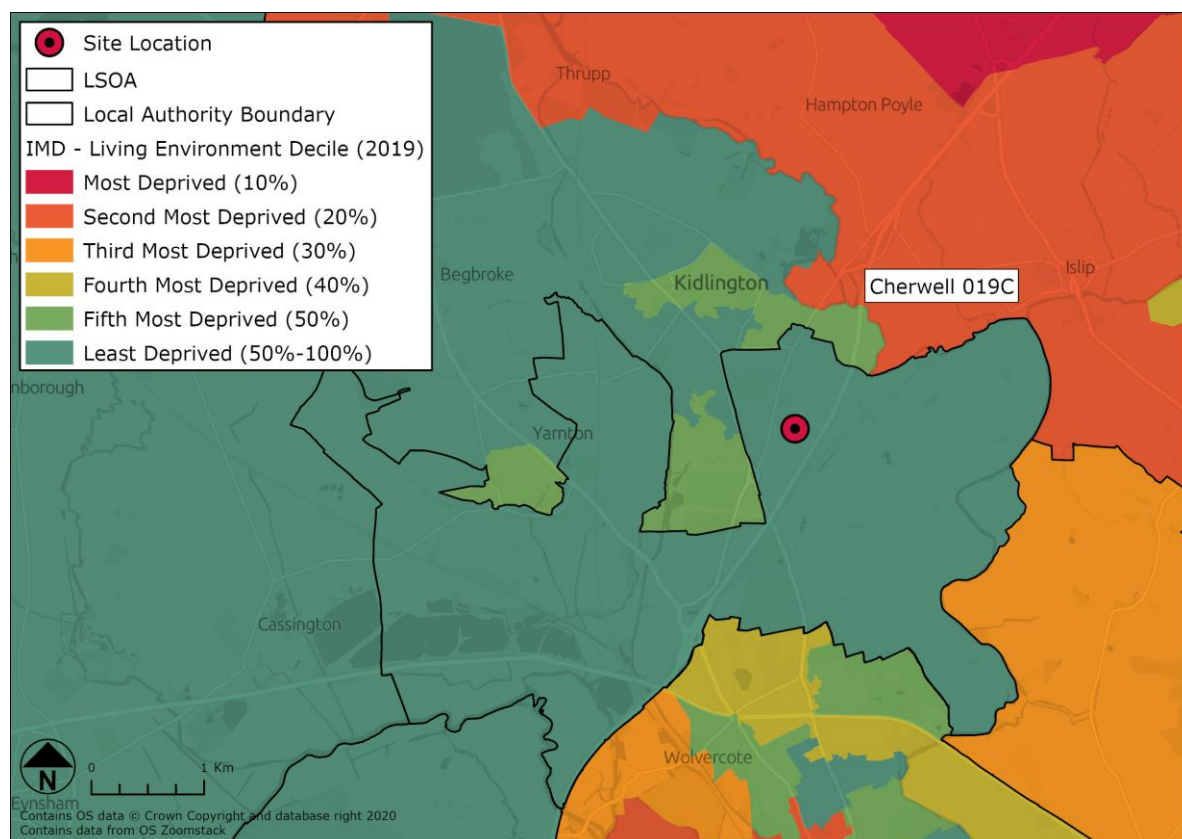 Site Location
LSOA
Local Authority Boundary
IMD - Living Environment Decile (2019)
Most Deprived (10%)
Second Most Deprived (20%)
Third Most Deprived (30%)
Fourth Most Deprived (40%)
Fifth Most Deprived (50%)
Least Deprived (50%-100%)
Thrupp
Hampton Poyle
Begbroke
Kidlington
Islip
Cherwell 019C
nborough
Yarnton
Cassington
Wolvercote
N
0 1 Km
Eynsham
Contains OS data © Crown Copyright and database right 2020
Contains data from OS Zoomstack